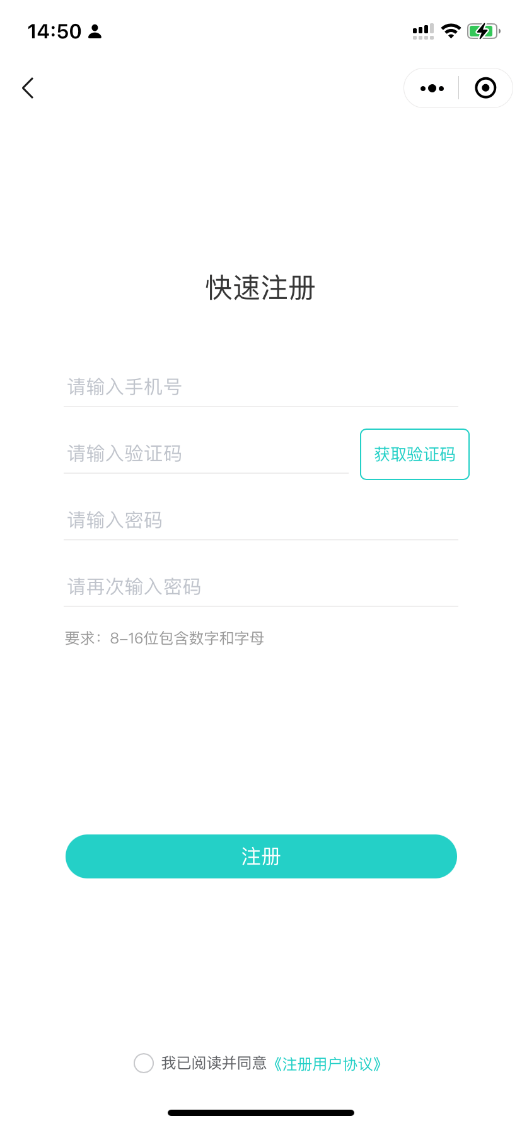 14:50
快速注册
请输入手机号
请输入验证码
获取验证码
请输入密码
请再次输入密码
要求：8-16位包含数字和字母
注册
我已阅读并同意《注册用户协议》